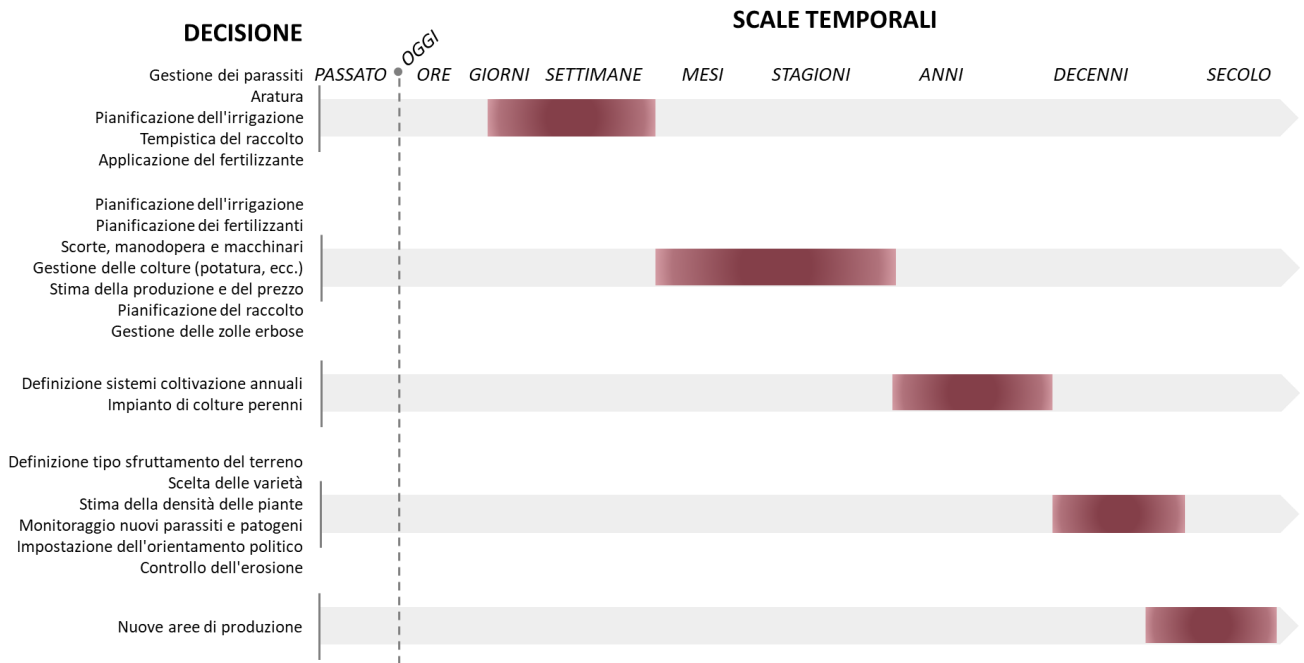 DECISIONE
SCALE TEMPORALI
OGGI
PASSATO ORE GIORNI SETTIMANE MESI STAGIONI ANNI DECENNI SECOLO
Gestione dei parassiti
Aratura
Pianificazione dell'irrigazione
Tempistica del raccolto
Applicazione del fertilizzante
Pianificazione dell'irrigazione
Pianificazione dei fertilizzanti
Scorte, manodopera e macchinari
Gestione delle colture (potatura, ecc.)
Stima della produzione e del prezzo
Pianificazione del raccolto
Gestione delle zolle erbose
Definizione sistemi coltivazione annuali
Impianto di colture perenni
Definizione tipo sfruttamento del terreno
Scelta delle varietà
Stima della densità delle piante
Monitoraggio nuovi parassiti e patogeni
Impostazione dell'orientamento politico
Controllo dell'erosione
Nuove aree di produzione